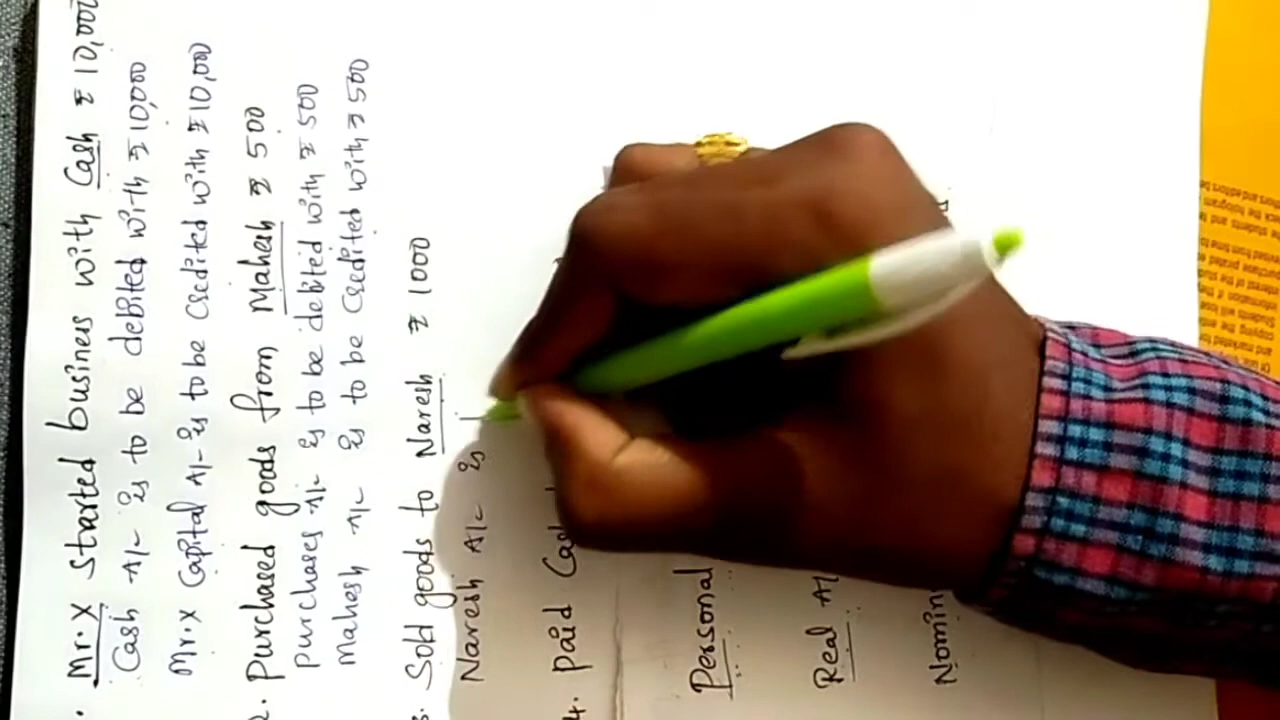 . Mr. X started business with Cash ₹ 10,000
Cash A/c is to be debited with ₹ 10,000
Mr. X Capital A/c is to be credited with ₹ 10,000
2. Purchased goods from Mahesh ₹ 500
purchases A/c is to be debited with ₹ 500
Mahesh A/c is to be credited with ₹ 500
3. Sold goods to Naresh ₹ 1000
Naresh A/c is
4. paid
Personal
Real A/
Nomin